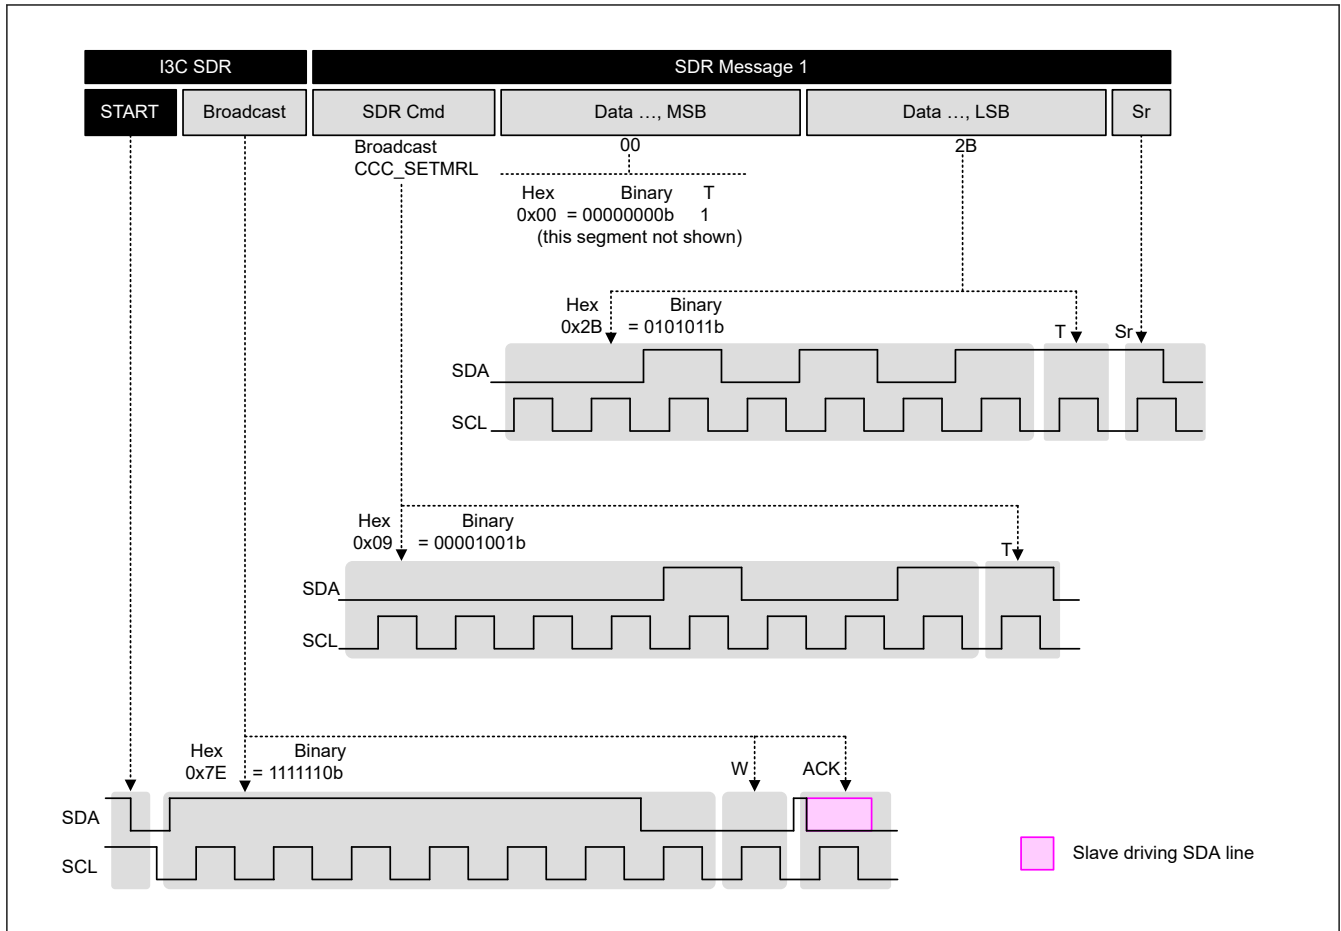 I3C SDR SDR Message 1
START Broadcast SDR Cmd Data …, MSB Data …, LSB Sr
Broadcast 00 2B
CCC_SETMRL
Hex Binary T
0x00 = 00000000b 1
(this segment not shown)
Hex Binary
0x2B = 0101011b
T Sr
SDA
SCL
Hex Binary
0x09 = 00001001b
T
SDA
SCL
Hex Binary
0x7E = 1111110b
W ACK
SDA
SCL
Slave driving SDA line